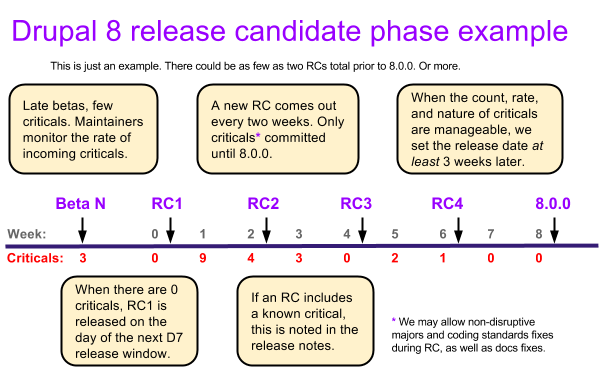 Drupal 8 release candidate phase example
This is just an example. There could be as few as two RCs total prior to 8.0.0. Or more.
Late betas, few
criticals. Maintainers
monitor the rate of
incoming criticals.
A new RC comes out
every two weeks. Only
criticals* committed
until 8.0.0.
When the count, rate,
and nature of criticals
are manageable, we
set the release date at
least 3 weeks later.
Beta N RC1 RC2 RC3 RC4 8.0.0
Week: 0 1 2 3 4 5 6 7 8
Criticals: 3 0 9 4 3 0 2 1 0 0
When there are 0
criticals, RC1 is
released on the
day of the next D7
release window.
If an RC includes
a known critical,
this is noted in the
release notes.
* We may allow non-disruptive
majors and coding standards fixes
during RC, as well as docs fixes.